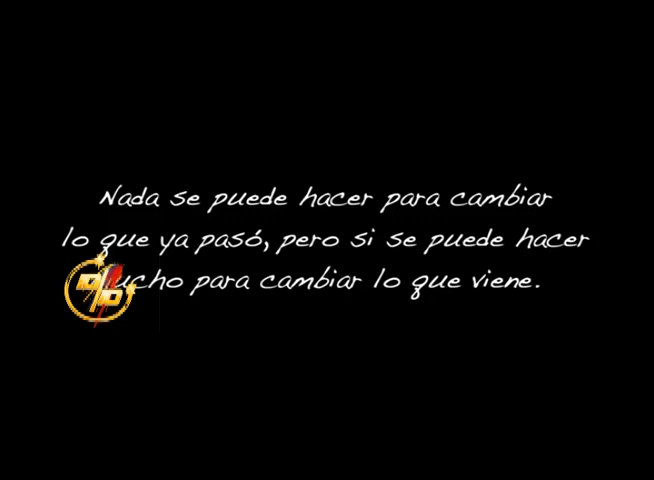 Nada se puede hacer para cambiar
lo que ya pasó, pero si se puede hacer
mucho para cambiar lo que viene.